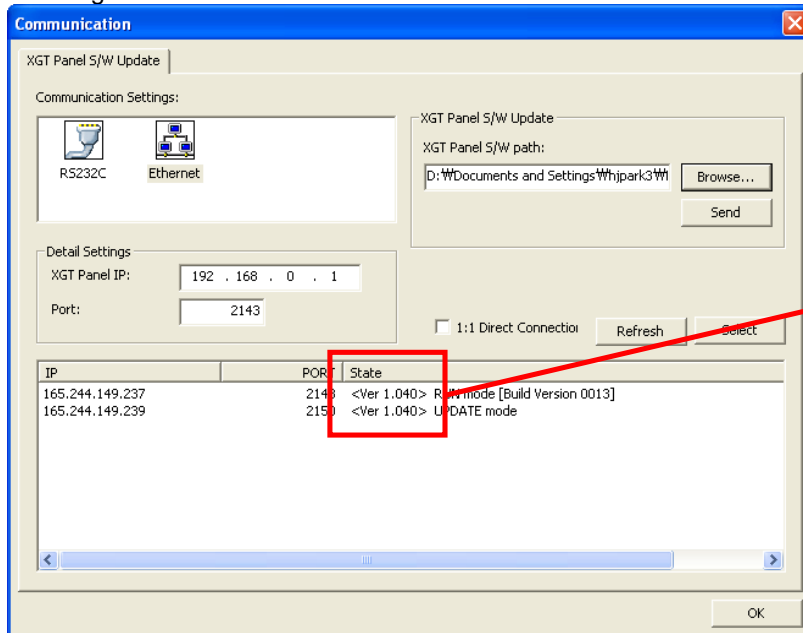 Communication
XGT Panel S/W Update
Communication Settings:
RS232C
Ethernet
XGT Panel S/W Update
XGT Panel S/W path:
D:₩Documents and Settings₩hjpark3₩
Browse...
Send
Detail Settings
XGT Panel IP:
192 . 168 . 0 . 1
Port:
2143
1:1 Direct Connection
Refresh
Select
IP PORT State
165.244.149.237 2143 <Ver 1.040> RUN mode [Build Version 0013]
165.244.149.239 2150 <Ver 1.040> UPDATE mode
OK